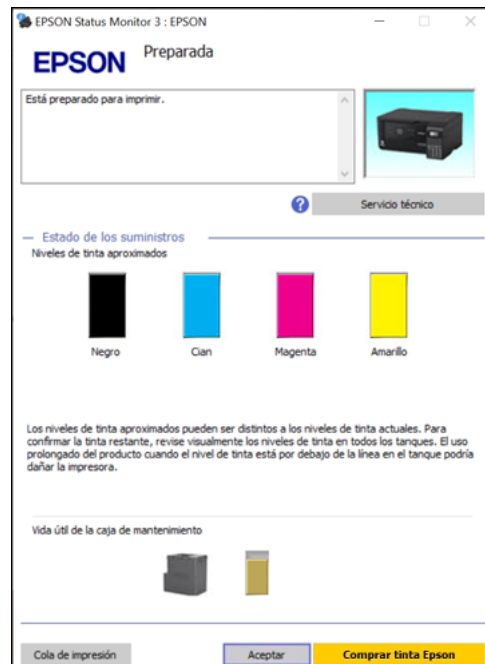 EPSON Status Monitor 3 : EPSON
EPSON
Preparada
Está preparado para imprimir.
?
Servicio técnico
Estado de los suministros
Niveles de tinta aproximados
Negro
Cian
Magenta
Amarillo
Los niveles de tinta aproximados pueden ser distintos a los niveles de tinta actuales. Para
confirmar la tinta restante, revise visualmente los niveles de tinta en todos los tanques. El uso
prolongado del producto cuando el nivel de tinta está por debajo de la línea en el tanque podría
dañar la impresora.
Vida útil de la caja de mantenimiento
Cola de impresión
Aceptar
Comprar tinta Epson